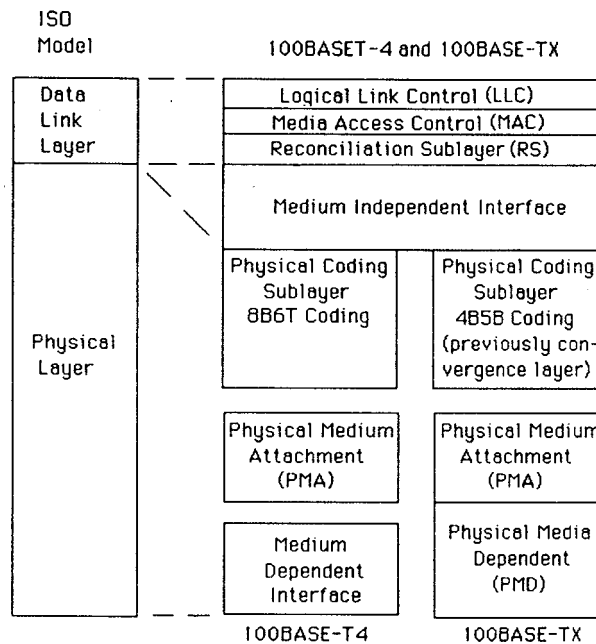 ISO
Model
100BASET-4 and 100BASE-TX
Data
Link
Layer
Logical Link Control (LLC)
Media Access Control (MAC)
Reconciliation Sublayer (RS)
Medium Independent Interface
Physical
Layer
Physical Coding
Sublayer
8B6T Coding
Physical Coding
Sublayer
4B5B Coding
(previously con-
vergence layer)
Physical Medium
Attachment
(PMA)
Physical Medium
Attachment
(PMA)
Medium
Dependent
Interface
Physical Media
Dependent
(PMD)
100BASE-T4
100BASE-TX